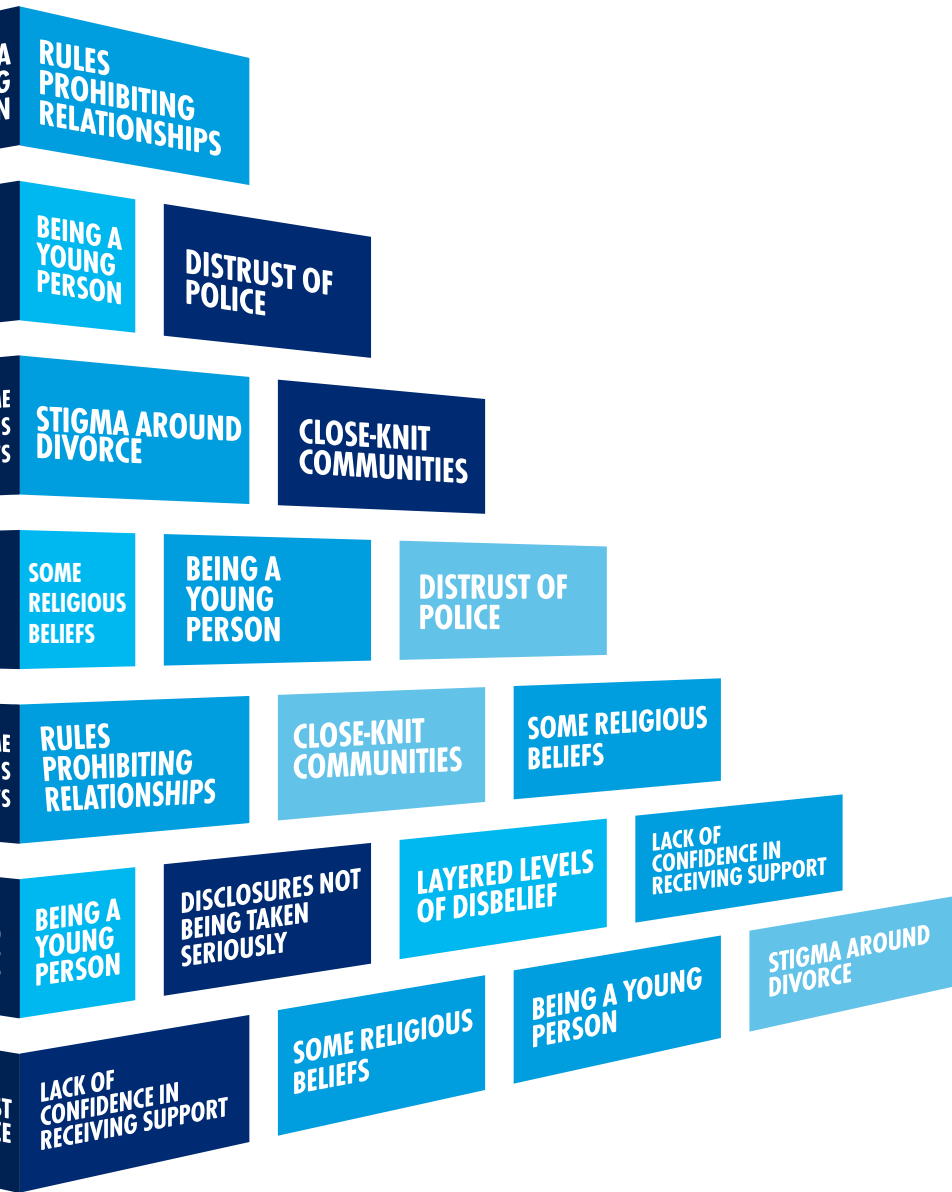 RULES
PROHIBITING
RELATIONSHIPS
BEING A
YOUNG
PERSON
DISTRUST OF
POLICE
STIGMA AROUND
DIVORCE
CLOSE-KNIT
COMMUNITIES
SOME
RELIGIOUS
BELIEFS
BEING A
YOUNG
PERSON
DISTRUST OF
POLICE
RULES
PROHIBITING
RELATIONSHIPS
CLOSE-KNIT
COMMUNITIES
SOME RELIGIOUS
BELIEFS
BEING A
YOUNG
PERSON
DISCLOSURES NOT
BEING TAKEN
SERIOUSLY
LAYERED LEVELS
OF DISBELIEF
LACK OF
CONFIDENCE IN
RECEIVING SUPPORT
LACK OF
CONFIDENCE IN
RECEIVING SUPPORT
SOME RELIGIOUS
BELIEFS
BEING A YOUNG
PERSON
STIGMA AROUND
DIVORCE